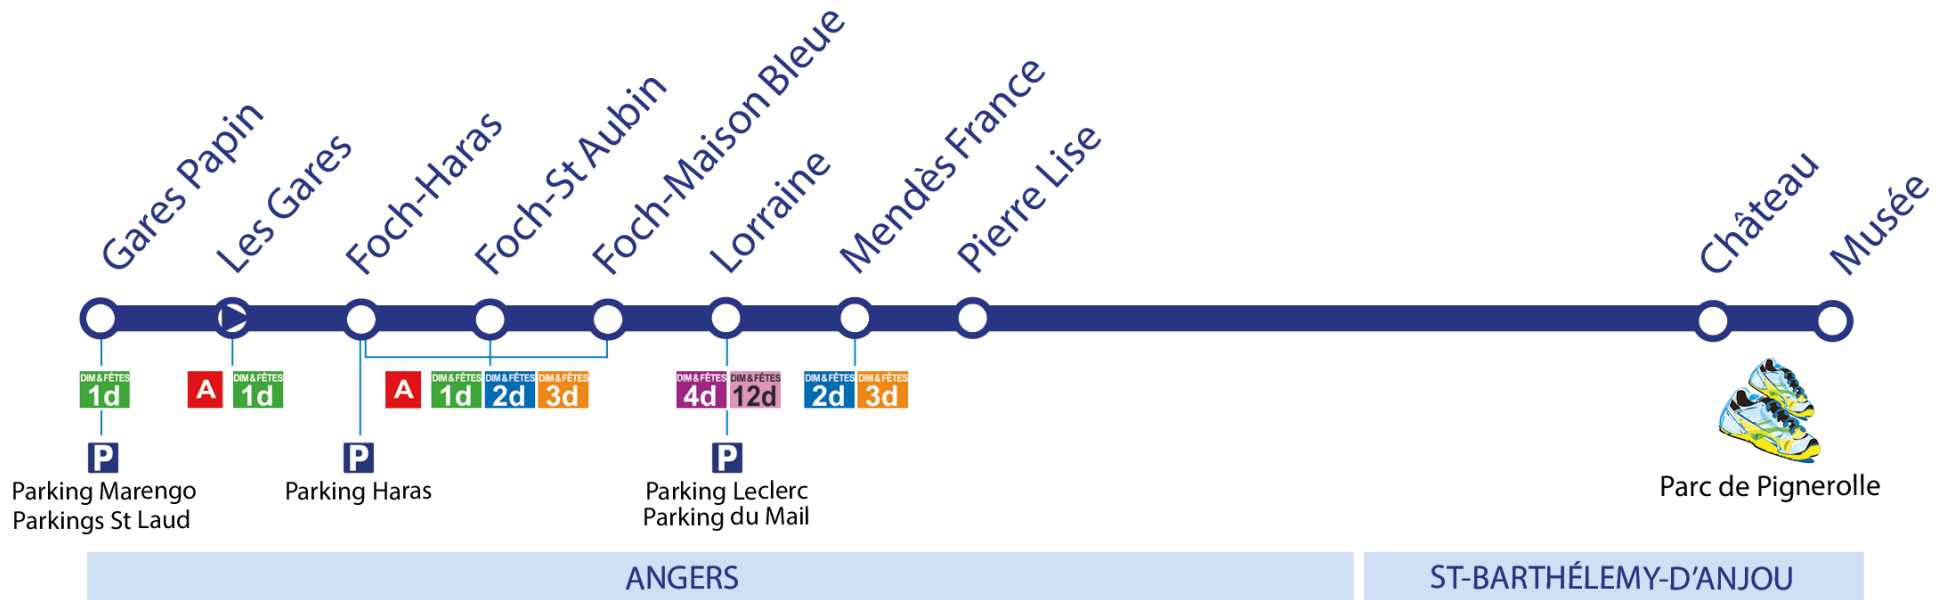 Gares Papin
Les Gares
Foch-Haras
Foch-St Aubin
Foch-Maison Bleue
Lorraine
Mendès France
Pierre Lise
Château
Musée
DIM & FÊTES
1d
A
DIM & FÊTES
1d
A
DIM & FÊTES
1d
DIM & FÊTES
2d
DIM & FÊTES
3d
DIM & FÊTES
4d
DIM & FÊTES
12d
DIM & FÊTES
2d
DIM & FÊTES
3d
P
Parking Marengo
Parkings St Laud
P
Parking Haras
P
Parking Leclerc
Parking du Mail
Parc de Pignerolle
ANGERS
ST-BARTHÉLEMY-D'ANJOU